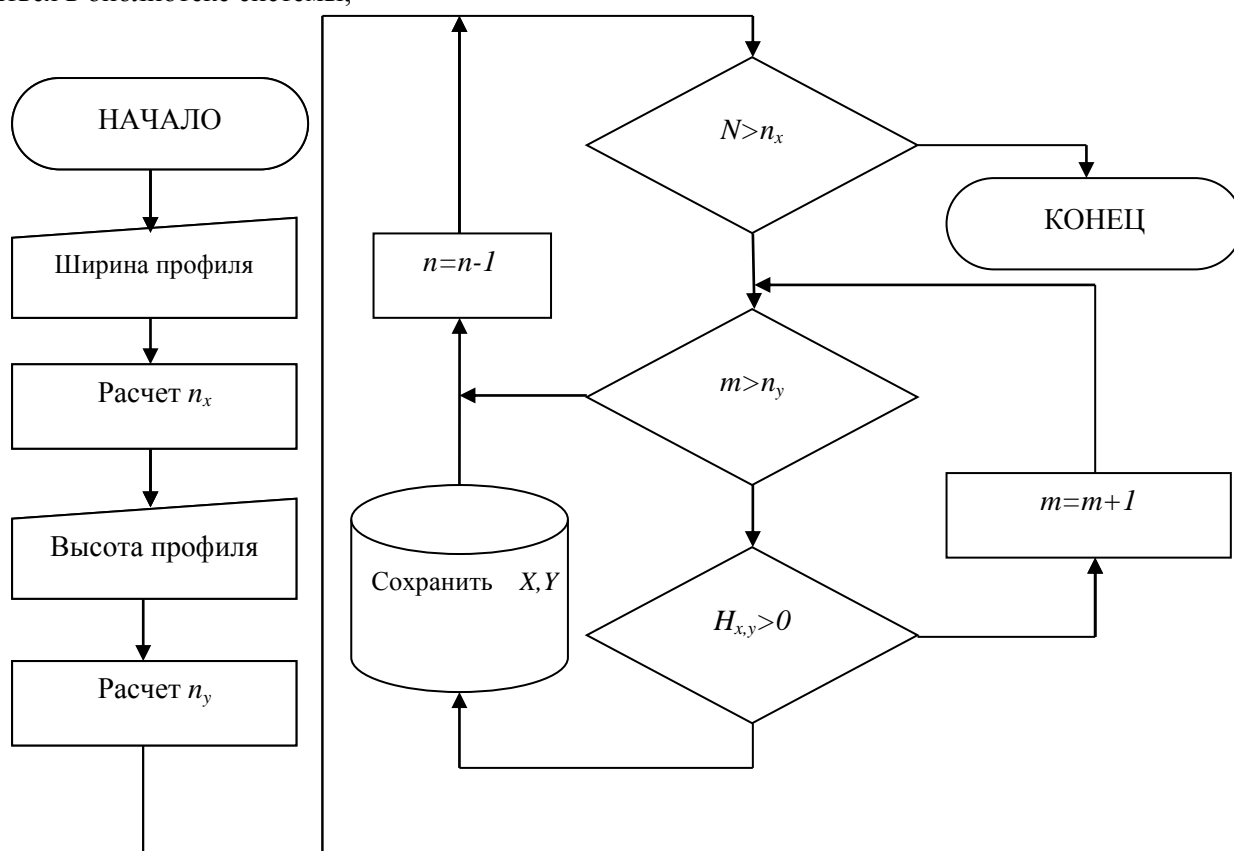 НАЧАЛО
Ширина профиля
Расчет nx
Высота профиля
Расчет ny
n=n-1
Сохранить X,Y
N>nx
m>ny
Hx,y>0
m=m+1
КОНЕЦ